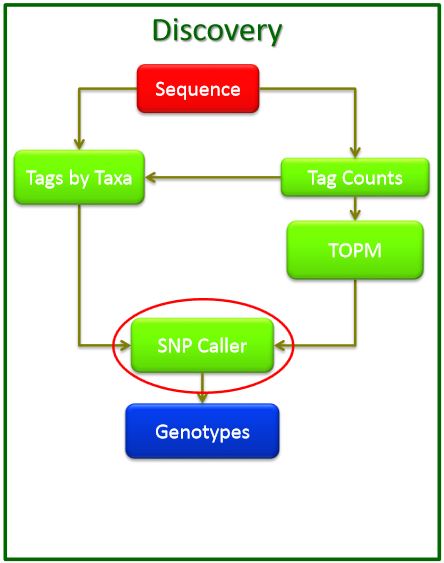 Discovery
Sequence
Tags by Taxa
Tag Counts
TOPM
SNP Caller
Genotypes